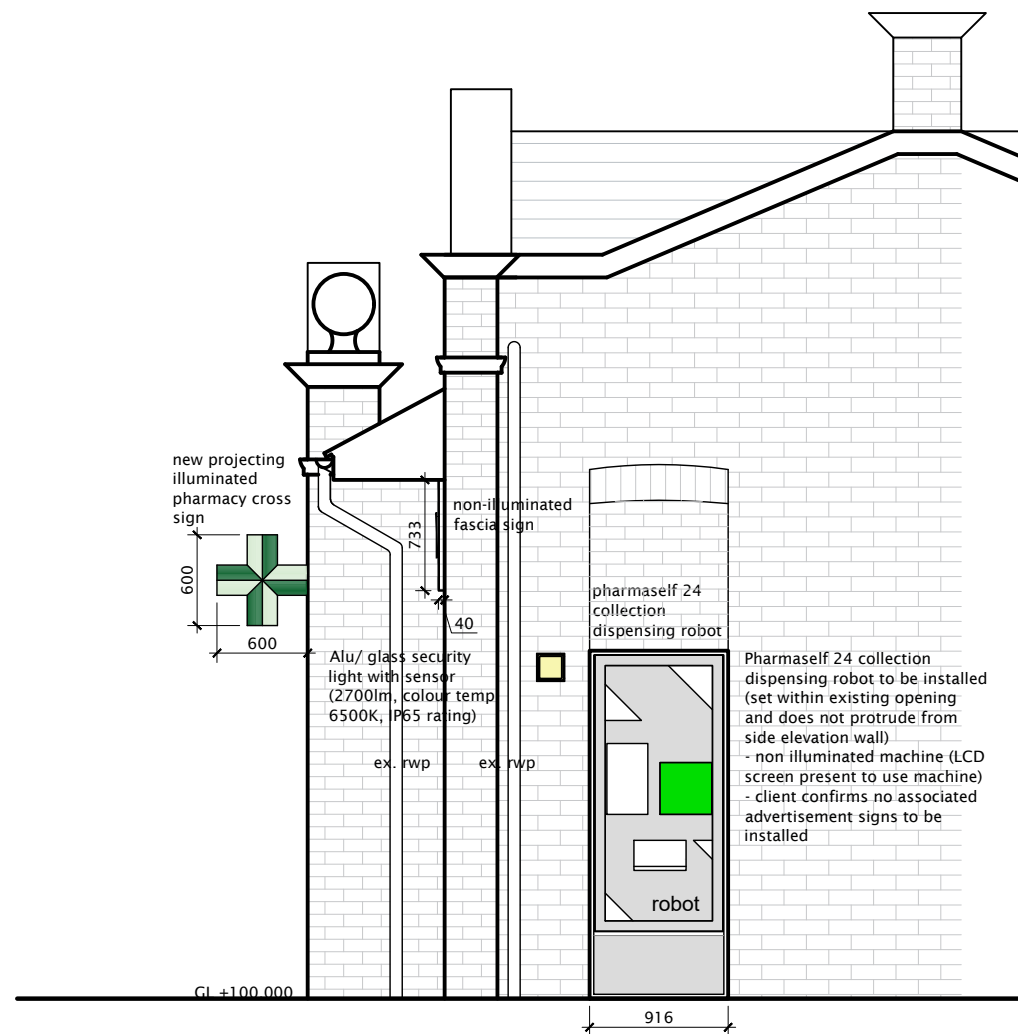 new projecting
illuminated
pharmacy cross
sign
600
600
733
non-illuminated
fascia sign
40
pharmaself 24
collection
dispensing robot
Alu/ glass security
light with sensor
(2700lm, colour temp
6500K, IP65 rating)
ex. rwp
ex. rwp
Pharmaself 24 collection
dispensing robot to be installed
(set within existing opening
and does not protrude from
side elevation wall)
- non illuminated machine (LCD
screen present to use machine)
- client confirms no associated
advertisement signs to be
installed
robot
GL +100.000
916